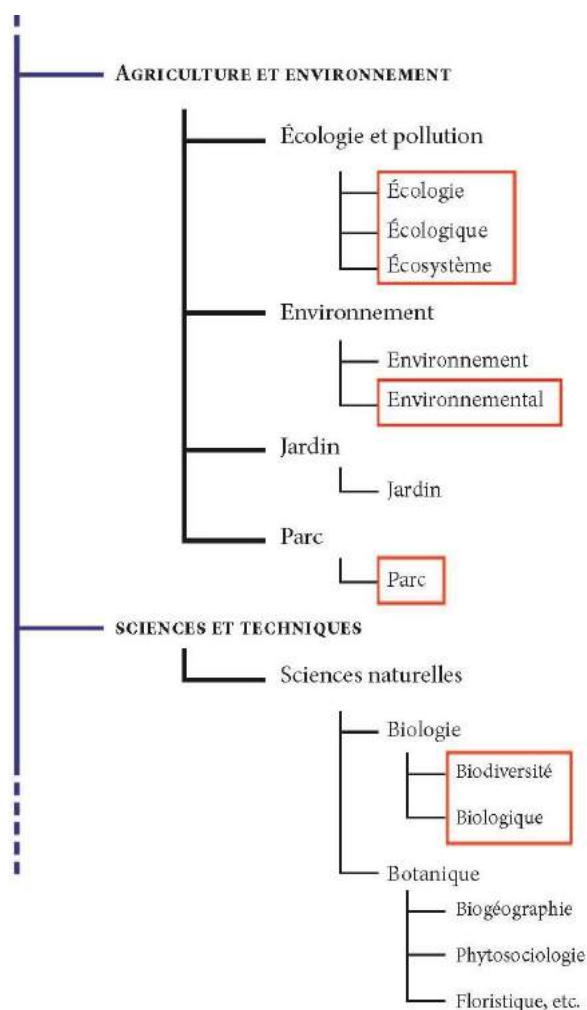 AGRICULTURE ET ENVIRONNEMENT
Écologie et pollution
Écologie
Écologique
Écosystème
Environnement
Environnement
Environnemental
Jardin
Jardin
Parc
Parc
SCIENCES ET TECHNIQUES
Sciences naturelles
Biologie
Biodiversité
Biologique
Botanique
Biogéographie
Phytosociologie
Floristique, etc.